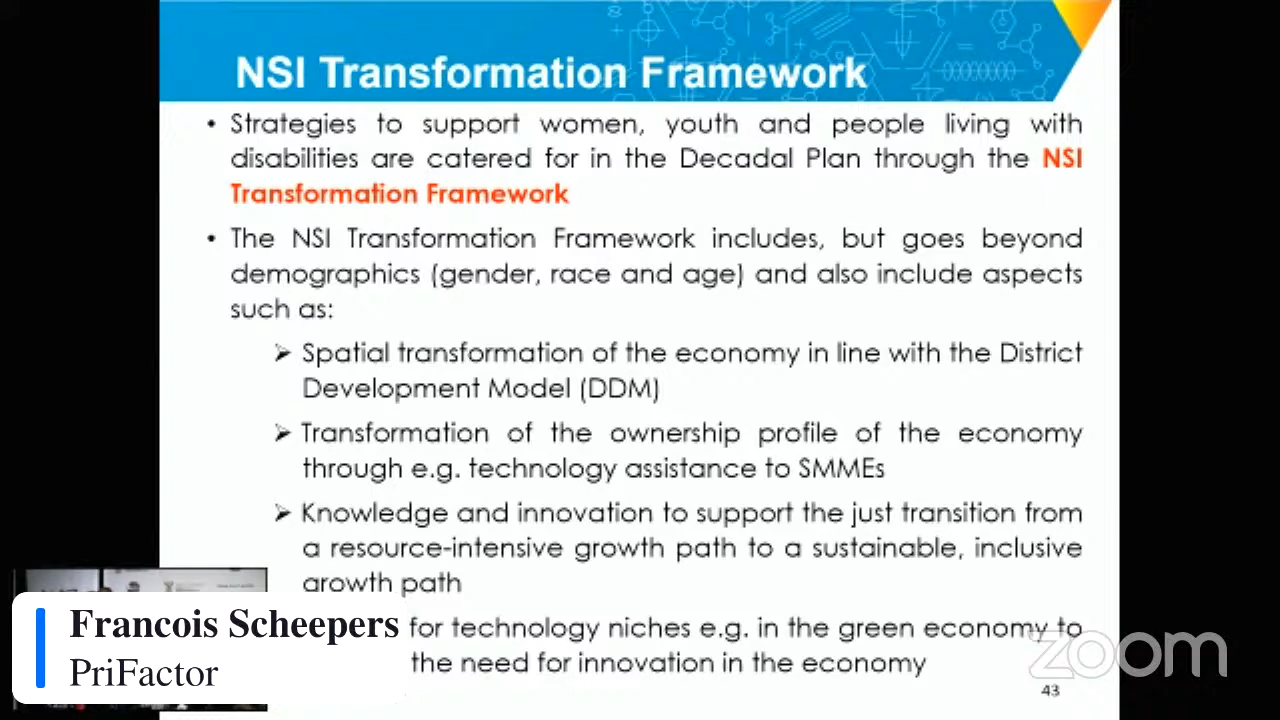 NSI Transformation Framework
• Strategies to support women, youth and people living with
disabilities are catered for in the Decadal Plan through the NSI
Transformation Framework
• The NSI Transformation Framework includes, but goes beyond
demographics (gender, race and age) and also include aspects
such as:
➢ Spatial transformation of the economy in line with the District
Development Model (DDM)
➢ Transformation of the ownership profile of the economy
through e.g. technology assistance to SMMEs
➢ Knowledge and innovation to support the just transition from
a resource-intensive growth path to a sustainable, inclusive
growth path
for technology niches e.g. in the green economy to
the need for innovation in the economy
Francois Scheepers
PriFactor
zoom
43